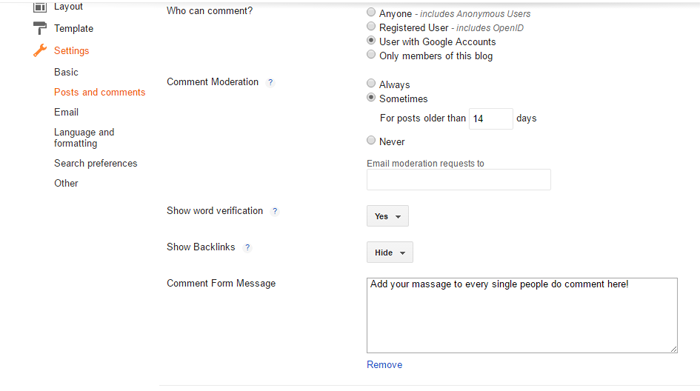 Layout
Template
Settings
Basic
Posts and comments
Email
Language and
formatting
Search preferences
Other
Who can comment?
Anyone - includes Anonymous Users
Registered User - includes OpenID
User with Google Accounts
Only members of this blog
Comment Moderation ?
Always
Sometimes
For posts older than 14 days
Never
Email moderation requests to
Show word verification ?
Yes
Show Backlinks ?
Hide
Comment Form Message
Add your massage to every single people do comment here!
Remove